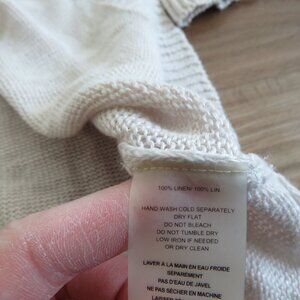 100% LINEN/ 100% LIN
HAND WASH COLD SEPARATELY
DRY FLAT
DO NOT BLEACH
DO NOT TUMBLE DRY
LOW IRON IF NEEDED
OR DRY CLEAN
LAVER A LA MAIN EN EAU FROIDE
SEPAREMENT
PAS D'EAU DE JAVEL
NE PAS SÉCHER EN MACHINE
LAISSER